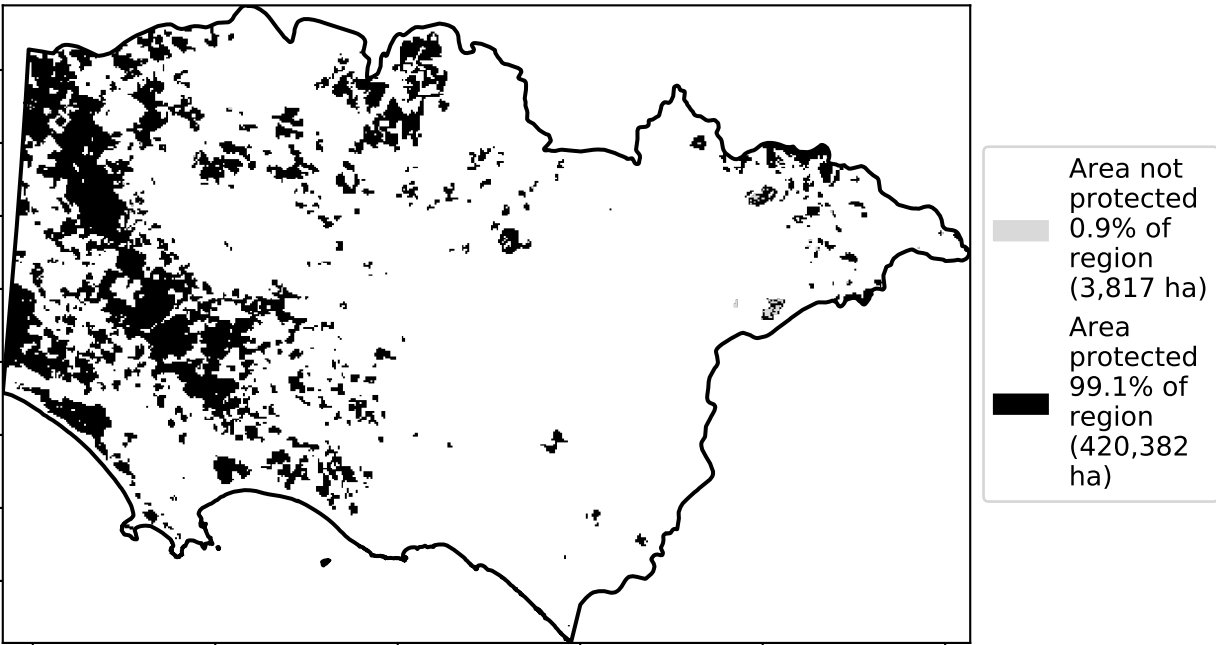 Area not
protected
0.9% of
region
(3,817 ha)
Area
protected
99.1% of
region
(420,382
ha)